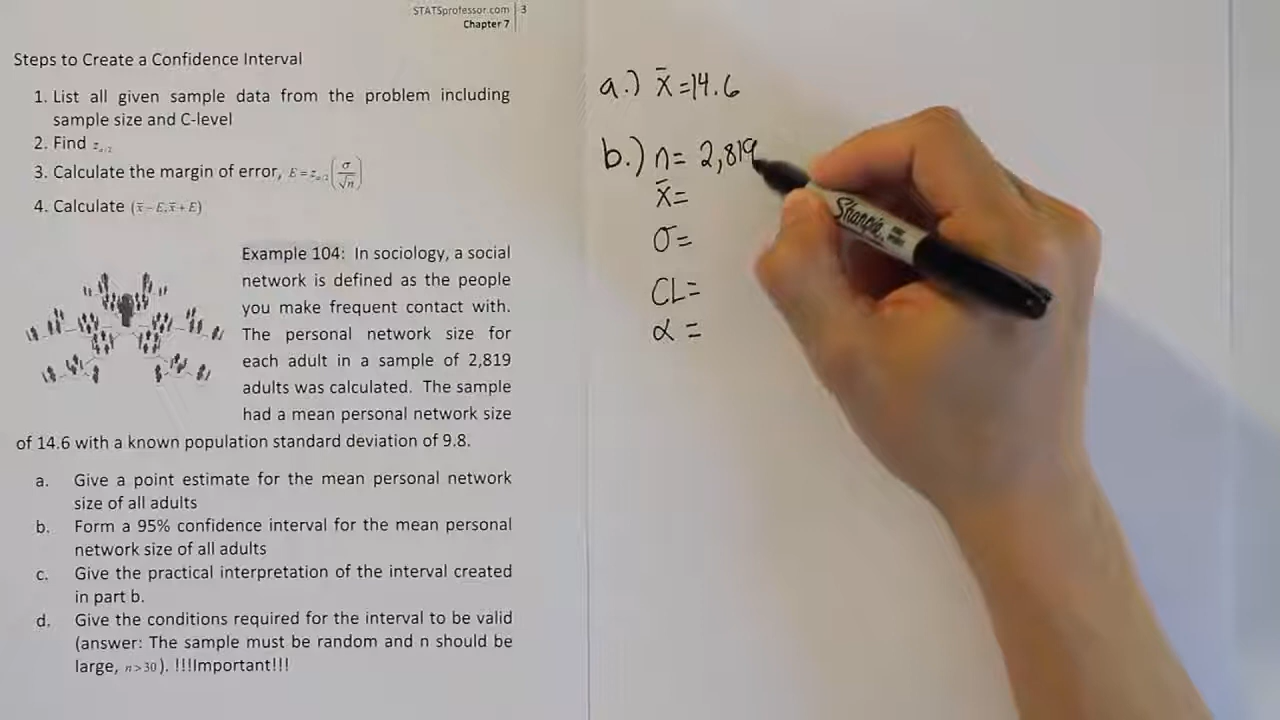 STATSprofessor.com | 3
Chapter 7
Steps to Create a Confidence Interval
1. List all given sample data from the problem including
sample size and C-level
2. Find z_{α/2}
3. Calculate the margin of error, E = z_{α/2}(σ/√n)
4. Calculate (x̄ − E, x̄ + E)
Example 104: In sociology, a social
network is defined as the people
you make frequent contact with.
The personal network size for
each adult in a sample of 2,819
adults was calculated. The sample
had a mean personal network size
of 14.6 with a known population standard deviation of 9.8.
a. Give a point estimate for the mean personal network
size of all adults
b. Form a 95% confidence interval for the mean personal
network size of all adults
c. Give the practical interpretation of the interval created
in part b.
d. Give the conditions required for the interval to be valid
(answer: The sample must be random and n should be
large, n > 30). !!!Important!!!
a.) x̄ = 14.6
b.) n = 2,819
x̄ =
σ =
CL =
α =
Sharpie